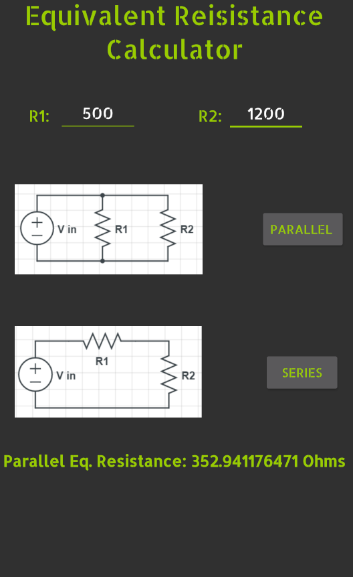 Equivalent Reisistance
Calculator
R1: 500 R2: 1200
V in R1 R2
PARALLEL
R1
V in R2
SERIES
Parallel Eq. Resistance: 352.941176471 Ohms